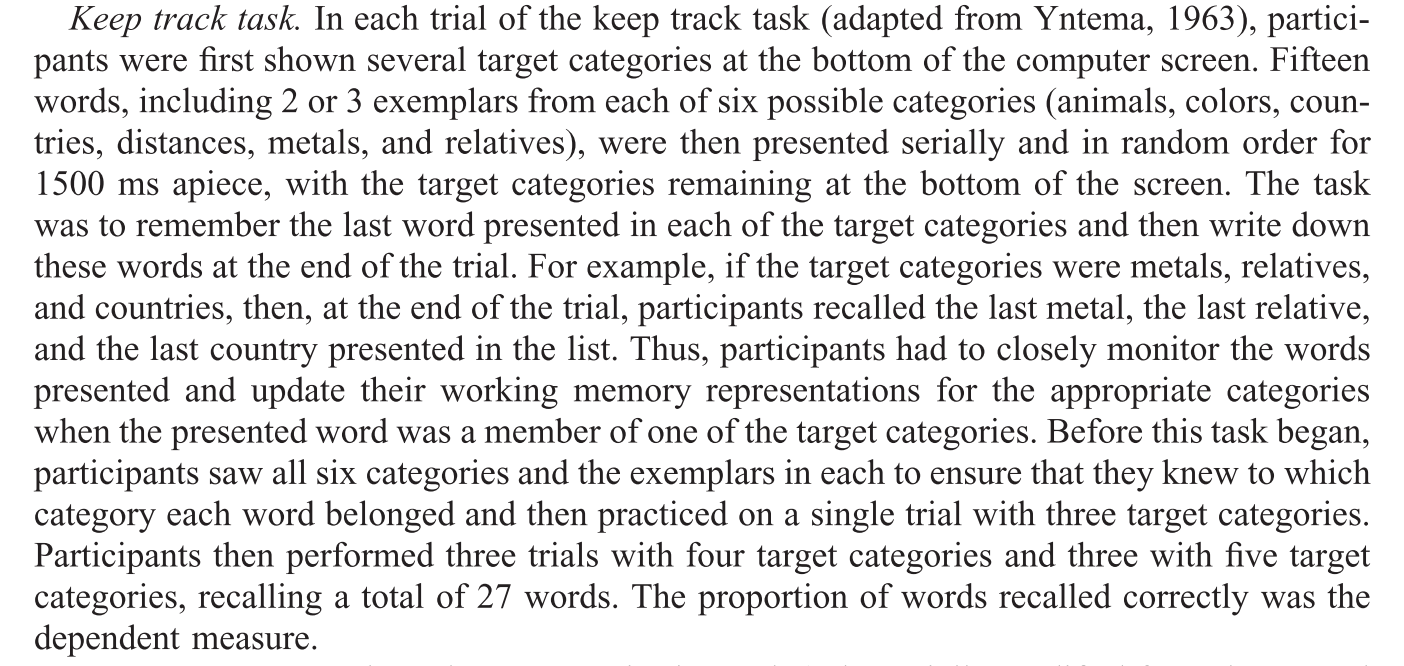 Keep track task. In each trial of the keep track task (adapted from Yntema, 1963), partici-
pants were first shown several target categories at the bottom of the computer screen. Fifteen
words, including 2 or 3 exemplars from each of six possible categories (animals, colors, coun-
tries, distances, metals, and relatives), were then presented serially and in random order for
1500 ms apiece, with the target categories remaining at the bottom of the screen. The task
was to remember the last word presented in each of the target categories and then write down
these words at the end of the trial. For example, if the target categories were metals, relatives,
and countries, then, at the end of the trial, participants recalled the last metal, the last relative,
and the last country presented in the list. Thus, participants had to closely monitor the words
presented and update their working memory representations for the appropriate categories
when the presented word was a member of one of the target categories. Before this task began,
participants saw all six categories and the exemplars in each to ensure that they knew to which
category each word belonged and then practiced on a single trial with three target categories.
Participants then performed three trials with four target categories and three with five target
categories, recalling a total of 27 words. The proportion of words recalled correctly was the
dependent measure.